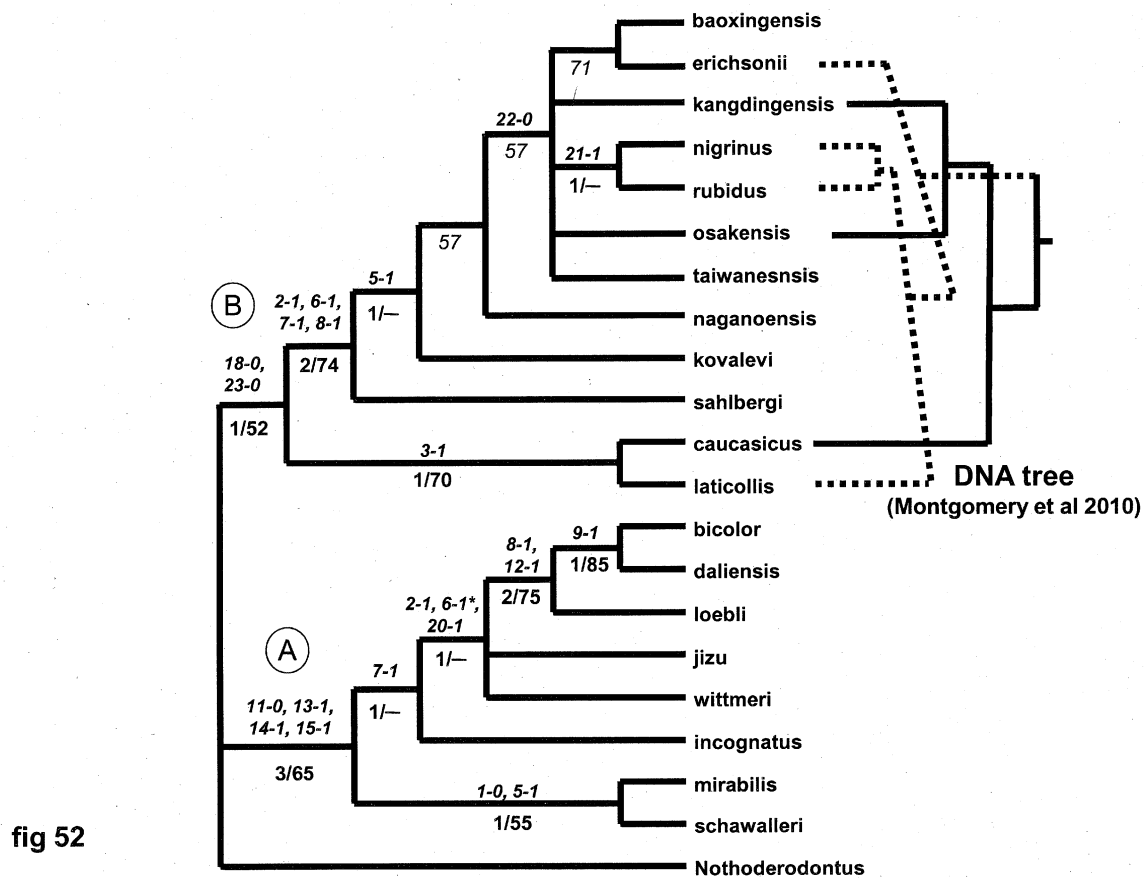 baoxingensis
71
erichsonii
kangdingensis
22-0
57
21-1
nigrinus
1/–
rubidus
57
osakensis
5-1
taiwanesnsis
B
2-1, 6-1,
7-1, 8-1
1/–
naganoensis
18-0,
23-0
2/74
kovalevi
1/52
sahlbergi
3-1
caucasicus
1/70
laticollis
DNA tree
(Montgomery et al 2010)
9-1
bicolor
8-1,
12-1
1/85
daliensis
2-1, 6-1*,
20-1
2/75
loebli
A
7-1
1/–
jizu
11-0, 13-1,
14-1, 15-1
1/–
wittmeri
3/65
incognatus
1-0, 5-1
mirabilis
1/55
schawalleri
fig 52
Nothoderodontus